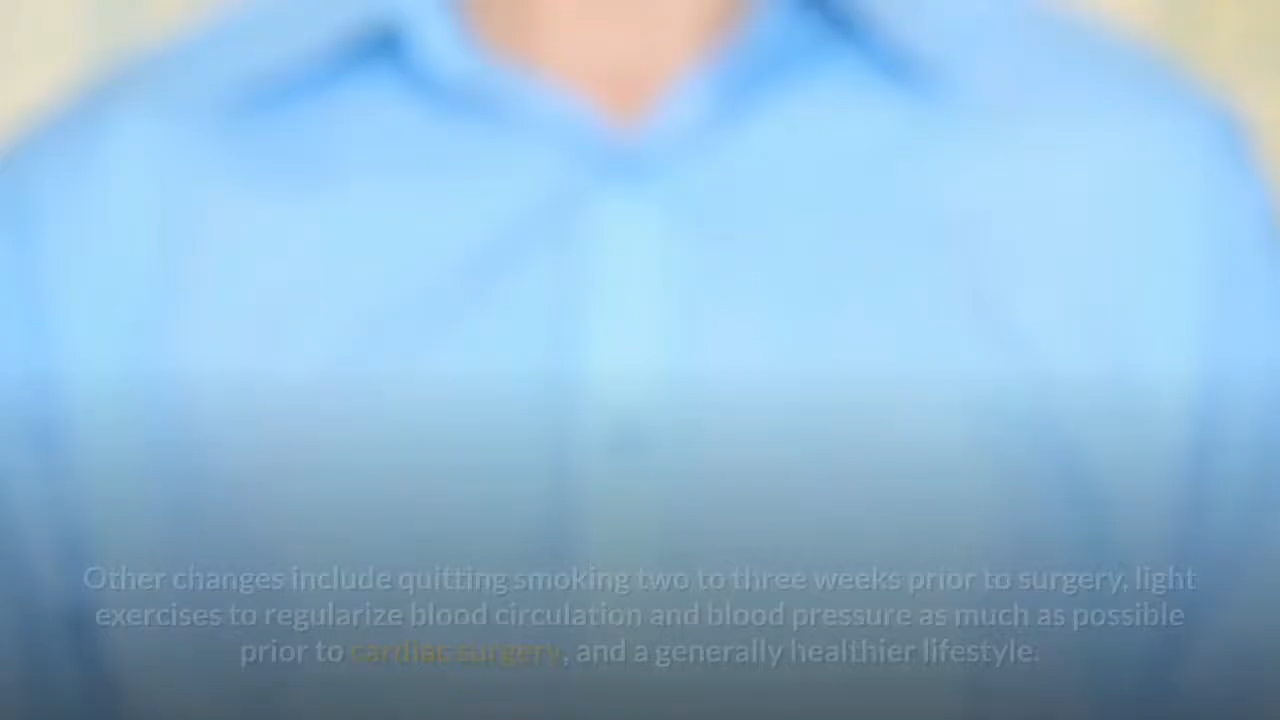 Other changes include quitting smoking two to three weeks prior to surgery, light
exercises to regularize blood circulation and blood pressure as much as possible
prior to cardiac surgery, and a generally healthier lifestyle.